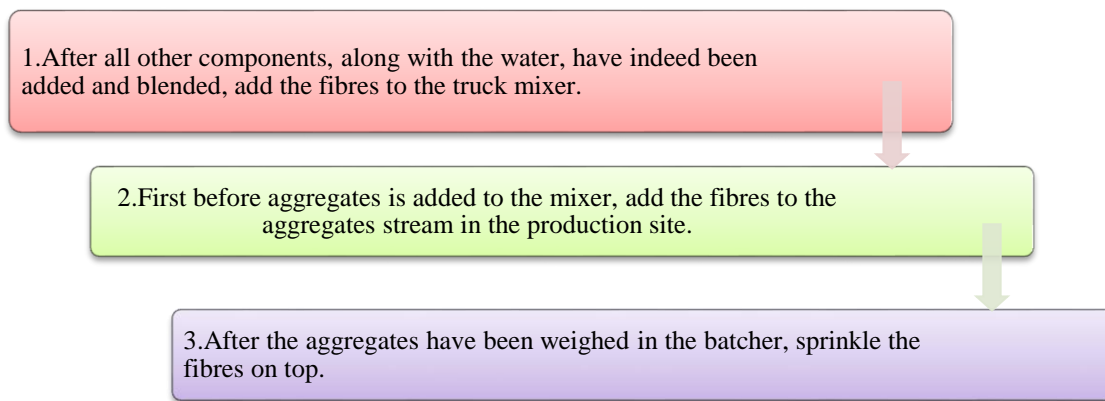 1.After all other components, along with the water, have indeed been
added and blended, add the fibres to the truck mixer.
2.First before aggregates is added to the mixer, add the fibres to the
aggregates stream in the production site.
3.After the aggregates have been weighed in the batcher, sprinkle the
fibres on top.